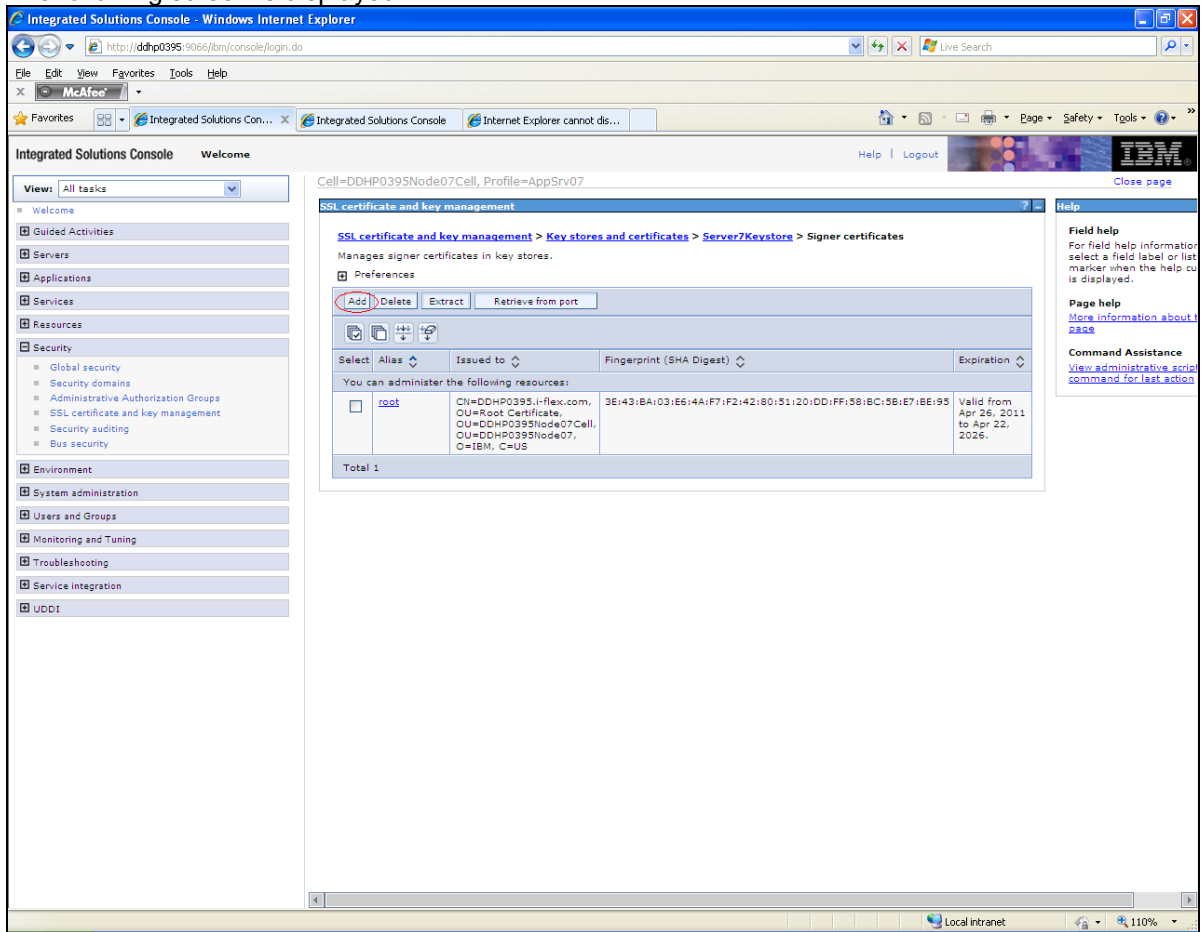 Integrated Solutions Console - Windows Internet Explorer
http://ddhp0395:9066/ibm/console/login.do
Live Search
File Edit View Favorites Tools Help
x McAfee
Favorites Integrated Solutions Con... X Integrated Solutions Console Internet Explorer cannot dis... Page Safety Tools »
Integrated Solutions Console Welcome Help | Logout IBM.
View: All tasks
Cell=DDHP0395Node07Cell, Profile=AppSrv07
Close page
Welcome
Guided Activities
Servers
Applications
Services
Resources
Security
Global security
Security domains
Administrative Authorization Groups
SSL certificate and key management
Security auditing
Bus security
Environment
System administration
Users and Groups
Monitoring and Tuning
Troubleshooting
Service integration
UDDI
SSL certificate and key management ? -
SSL certificate and key management > Key stores and certificates > Server7Keystore > Signer certificates
Manages signer certificates in key stores.
Preferences
Add Delete Extract Retrieve from port
Select Alias Issued to Fingerprint (SHA Digest) Expiration
You can administer the following resources:
root
CN=DDHP0395.i-flex.com,
OU=Root Certificate,
OU=DDHP0395Node07Cell,
OU=DDHP0395Node07,
O=IBM, C=US
3E:43:BA:03:E6:4A:F7:F2:42:80:51:20:DD:FF:58:BC:5B:E7:BE:95
Valid from
Apr 26, 2011
to Apr 22,
2026.
Total 1
Help
Field help
For field help information
select a field label or list
marker when the help cu
is displayed.
Page help
More information about t
page
Command Assistance
View administrative script
command for last action
Local intranet 110%